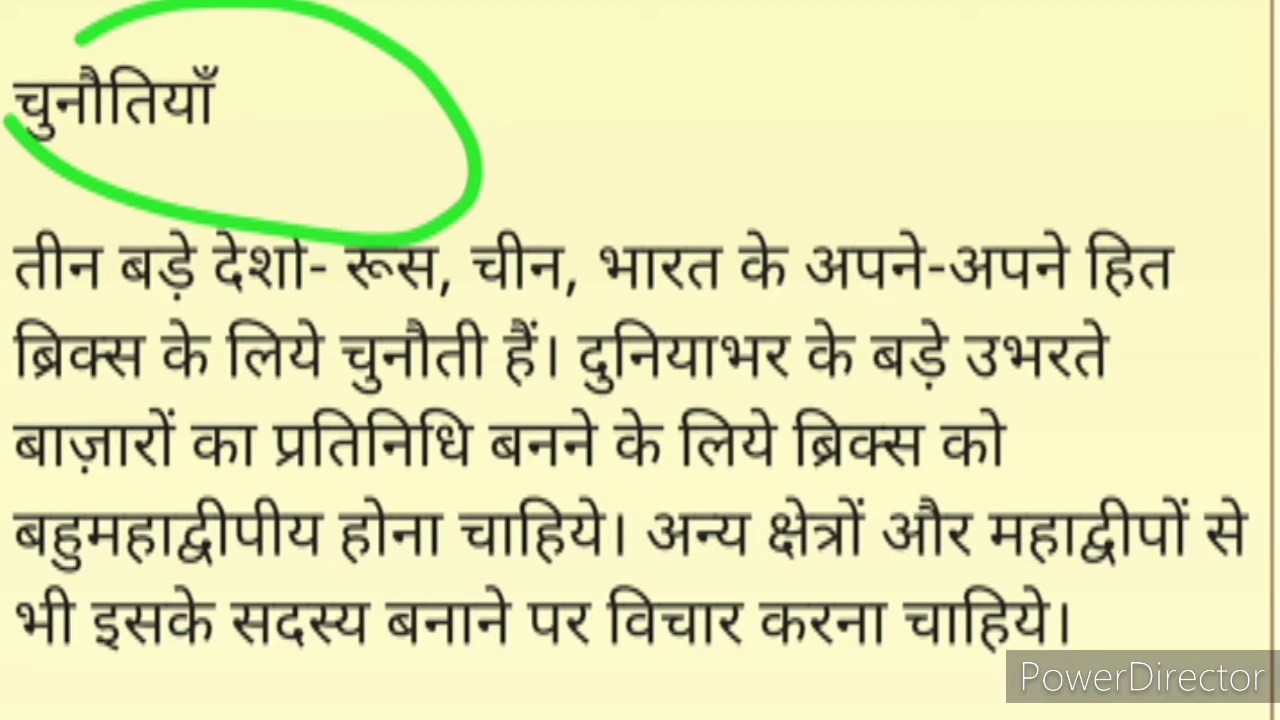 चुनौतियाँ
तीन बड़े देशों- रूस, चीन, भारत के अपने-अपने हित
ब्रिक्स के लिये चुनौती हैं। दुनियाभर के बड़े उभरते
बाज़ारों का प्रतिनिधि बनने के लिये ब्रिक्स को
बहुमहाद्वीपीय होना चाहिये। अन्य क्षेत्रों और महाद्वीपों से
भी इसके सदस्य बनाने पर विचार करना चाहिये।
PowerDirector